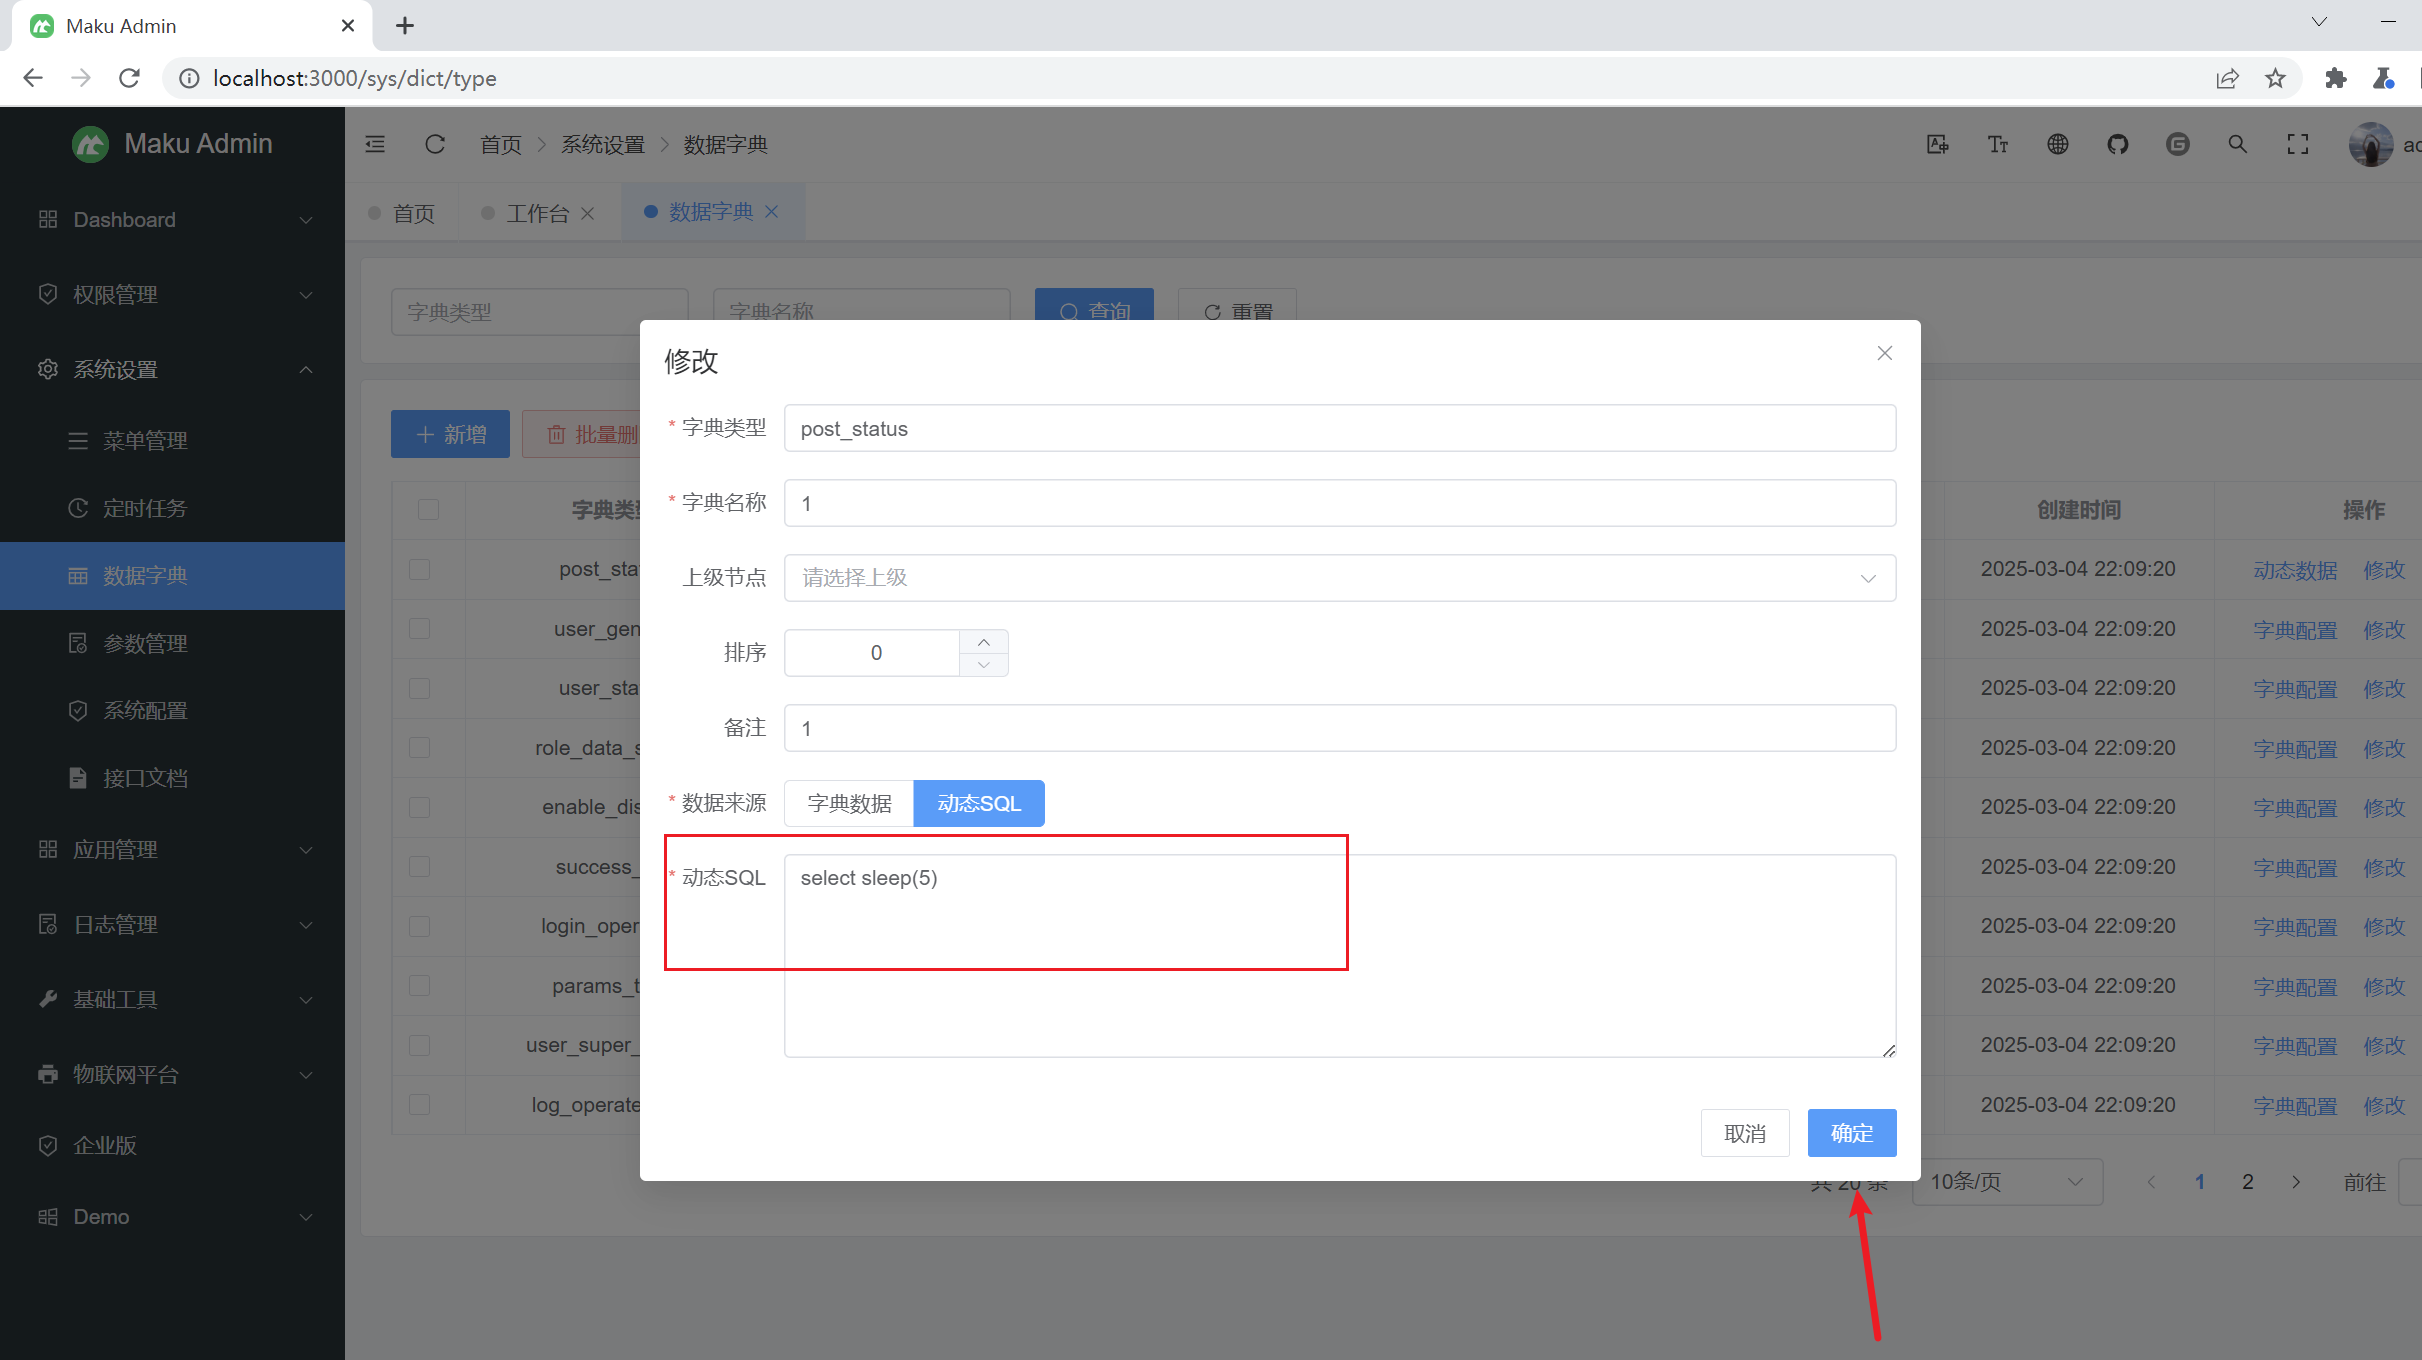 Maku Admin
localhost:3000/sys/dict/type
Maku Admin
首页 系统设置 数据字典
首页 工作台 数据字典
Dashboard
权限管理
系统设置
菜单管理
定时任务
数据字典
参数管理
系统配置
接口文档
应用管理
日志管理
基础工具
物联网平台
企业版
Demo
字典类型 字典名称 查询 重置
新增 批量删
字典类 创建时间 操作
post_sta 2025-03-04 22:09:20 动态数据 修改
user_gen 2025-03-04 22:09:20 字典配置 修改
user_sta 2025-03-04 22:09:20 字典配置 修改
role_data_s 2025-03-04 22:09:20 字典配置 修改
enable_dis 2025-03-04 22:09:20 字典配置 修改
success_ 2025-03-04 22:09:20 字典配置 修改
login_oper 2025-03-04 22:09:20 字典配置 修改
params_t 2025-03-04 22:09:20 字典配置 修改
user_super_ 2025-03-04 22:09:20 字典配置 修改
log_operate 2025-03-04 22:09:20 字典配置 修改
共 20 条 10条/页 1 2 前往
修改
* 字典类型 post_status
* 字典名称 1
上级节点 请选择上级
排序 0
备注 1
* 数据来源 字典数据 动态SQL
* 动态SQL select sleep(5)
取消 确定